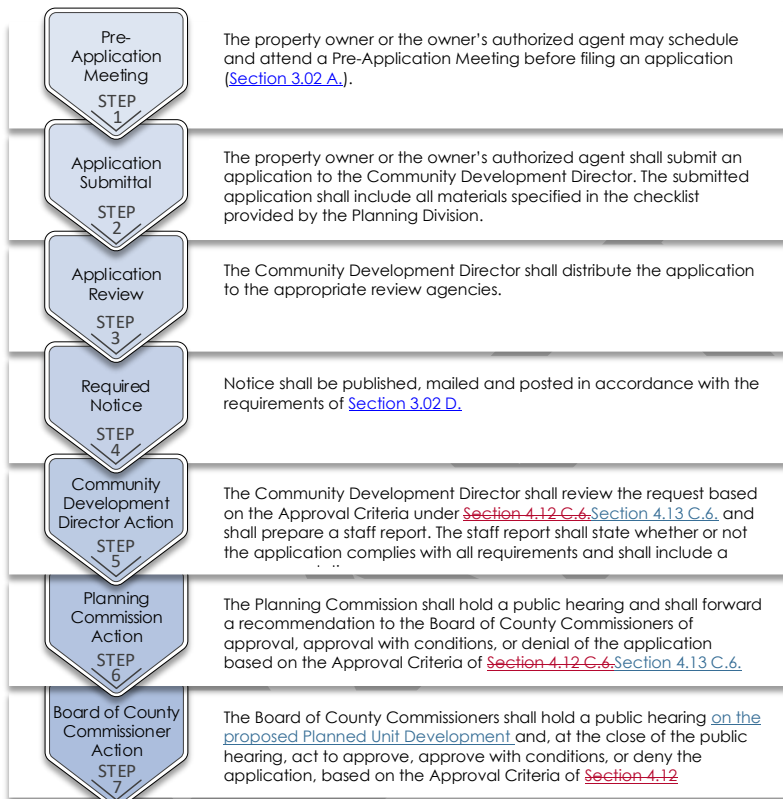 Pre-
Application
Meeting
STEP
1
The property owner or the owner's authorized agent may schedule
and attend a Pre-Application Meeting before filing an application
(Section 3.02 A.).
Application
Submittal
STEP
2
The property owner or the owner's authorized agent shall submit an
application to the Community Development Director. The submitted
application shall include all materials specified in the checklist
provided by the Planning Division.
Application
Review
STEP
3
The Community Development Director shall distribute the application
to the appropriate review agencies.
Required
Notice
STEP
4
Notice shall be published, mailed and posted in accordance with the
requirements of Section 3.02 D.
Community
Development
Director Action
STEP
5
The Community Development Director shall review the request based
on the Approval Criteria under Section 4.12 C.6.Section 4.13 C.6. and
shall prepare a staff report. The staff report shall state whether or not
the application complies with all requirements and shall include a
Planning
Commission
Action
STEP
6
The Planning Commission shall hold a public hearing and shall forward
a recommendation to the Board of County Commissioners of
approval, approval with conditions, or denial of the application
based on the Approval Criteria of Section 4.12 C.6.Section 4.13 C.6.
Board of County
Commissioner
Action
STEP
7
The Board of County Commissioners shall hold a public hearing on the
proposed Planned Unit Development and, at the close of the public
hearing, act to approve, approve with conditions, or deny the
application, based on the Approval Criteria of Section 4.12